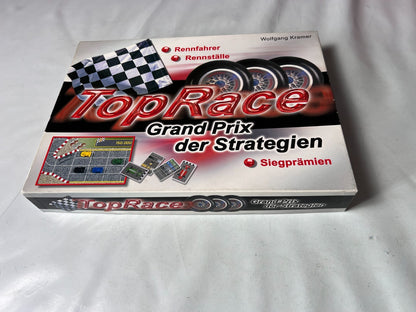 Wolfgang Kramer
Rennfahrer
Rennställe
TopRace
Grand Prix
der Strategien
Siegprämien
TopRace
Grand Prix
der Strategien